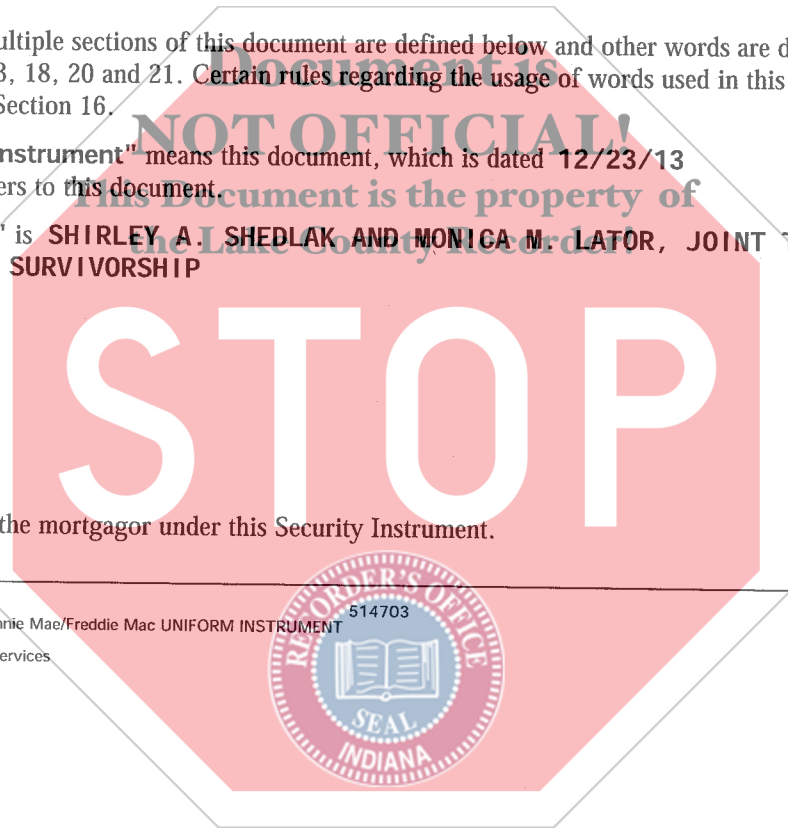 ultiple sections of this document are defined below and other words are d
3, 18, 20 and 21. Certain rules regarding the usage of words used in this
Section 16.
nstrument" means this document, which is dated 12/23/13
ers to this document.
" is SHIRLEY A. SHEDLAK AND MONICA M. LATOR, JOINT T
SURVIVORSHIP
Document is
NOT OFFICIAL!
This Document is the property of
the Lake County Recorder!
STOP
the mortgagor under this Security Instrument.
nnie Mae/Freddie Mac UNIFORM INSTRUMENT
514703
ervices
RECORDER'S OFFICE
SEAL
INDIANA